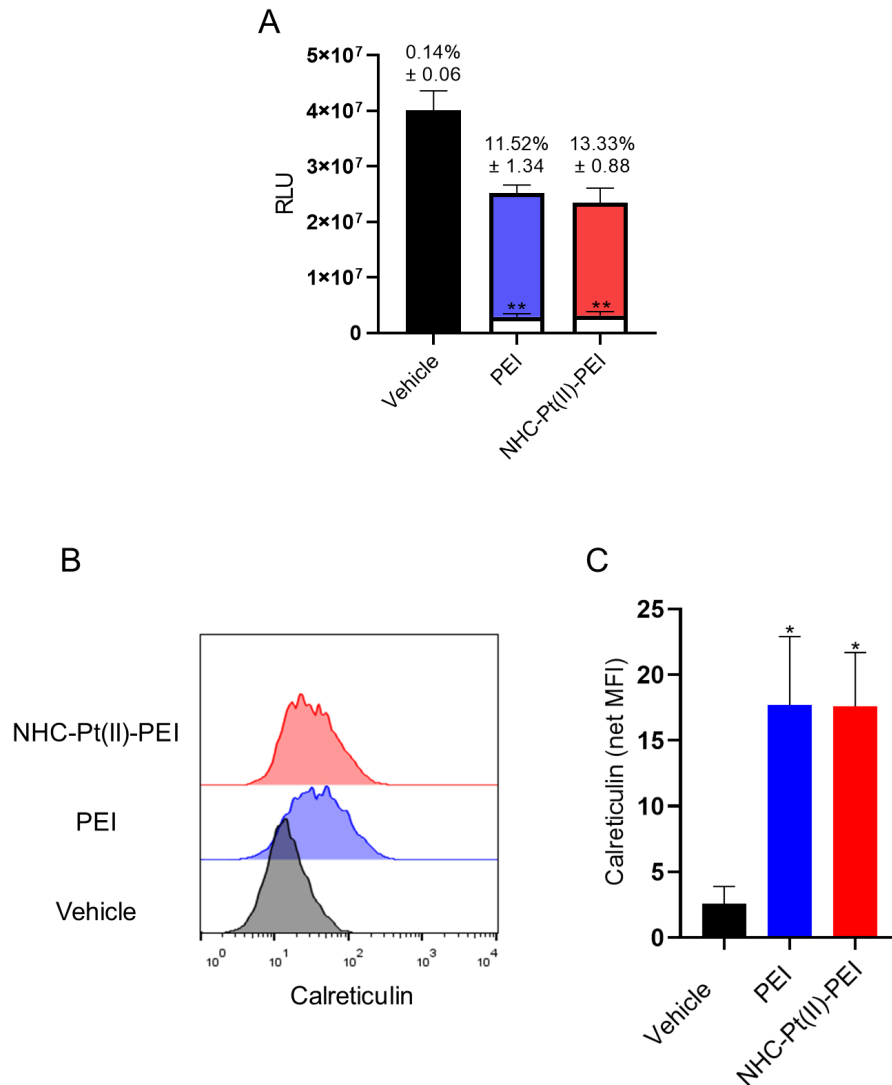 A
5×10⁷
4×10⁷
3×10⁷
2×10⁷
1×10⁷
0
RLU
0.14%
± 0.06
11.52%
± 1.34
13.33%
± 0.88
**
**
Vehicle
PEI
NHC-Pt(II)-PEI
B
NHC-Pt(II)-PEI
PEI
Vehicle
10⁰ 10¹ 10² 10³ 10⁴
Calreticulin
C
Calreticulin (net MFI)
25
20
15
10
5
0
*
*
Vehicle
PEI
NHC-Pt(II)-PEI